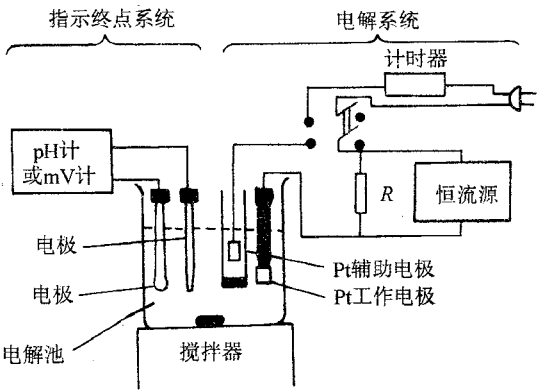 指示终点系统
电解系统
计时器
pH计
或mV计
R
恒流源
电极
Pt辅助电极
电极
Pt工作电极
电解池
搅拌器